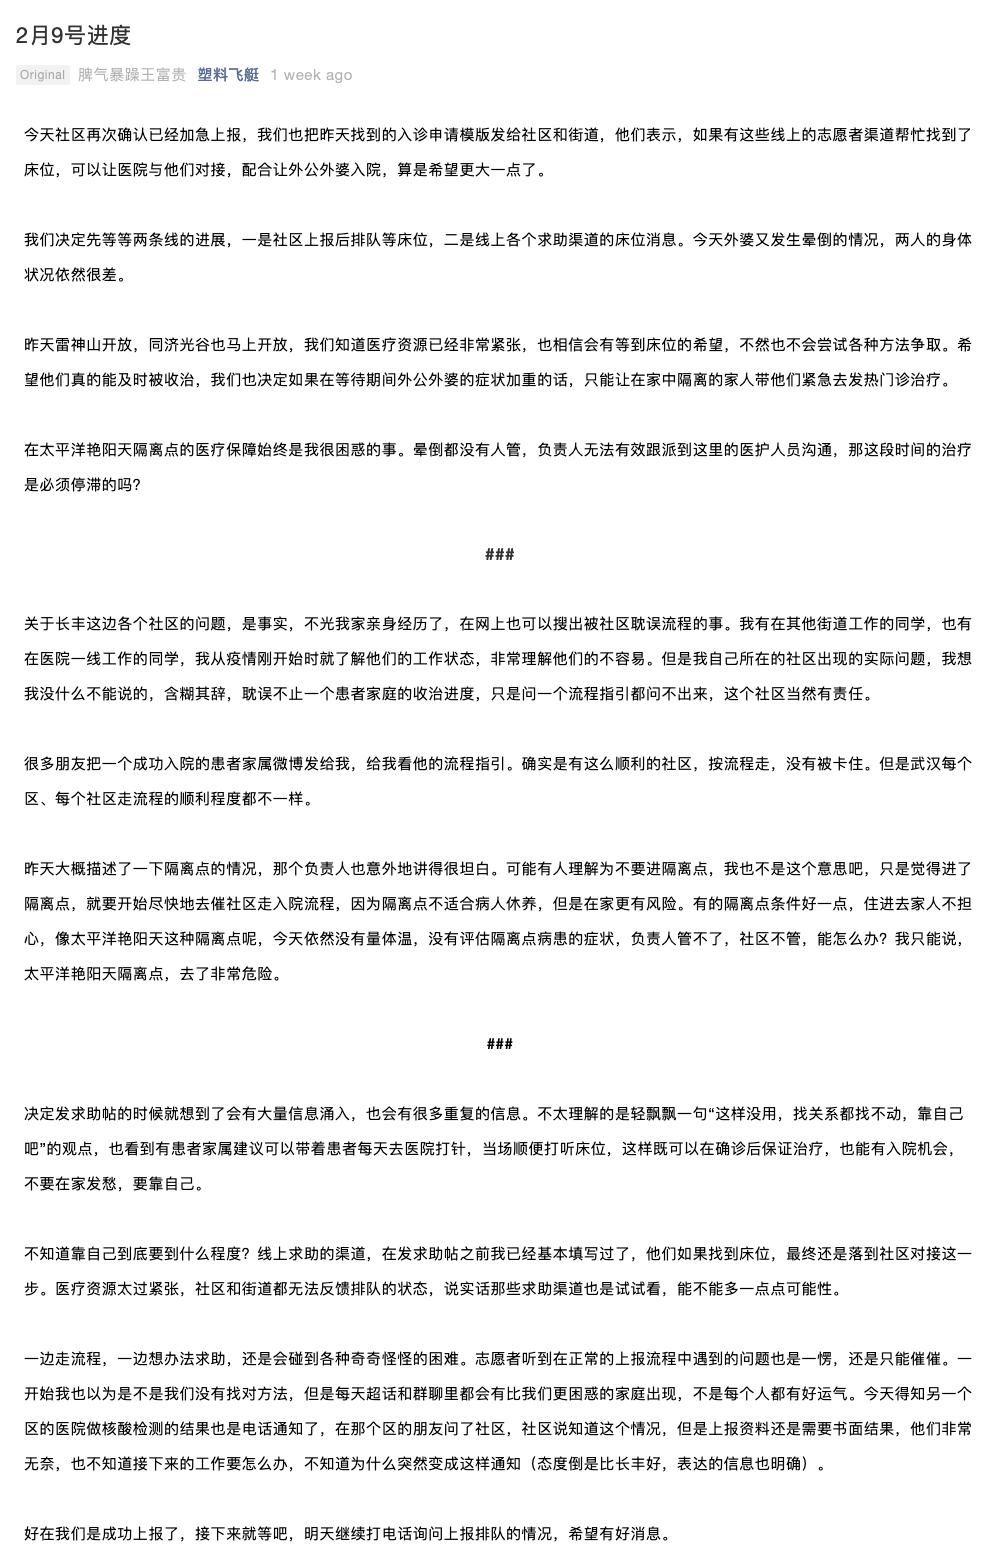 2月9号进度
Original 脾气暴躁王富贵 塑料飞艇 1 week ago
今天社区再次确认已经加急上报，我们也把昨天找到的入诊申请模版发给社区和街道，他们表示，如果有这些线上的志愿者渠道帮忙找到了
床位，可以让医院与他们对接，配合让外公外婆入院，算是希望更大一点了。
我们决定先等等两条线的进展，一是社区上报后排队等床位，二是线上各个求助渠道的床位消息。今天外婆又发生晕倒的情况，两人的身体
状况依然很差。
昨天雷神山开放，同济光谷也马上开放，我们知道医疗资源已经非常紧张，也相信会有等到床位的希望，不然也不会尝试各种方法争取。希
望他们真的能及时被收治，我们也决定如果在等待期间外公外婆的症状加重的话，只能让在家中隔离的家人带他们紧急去发热门诊治疗。
在太平洋艳阳天隔离点的医疗保障始终是我很困惑的事。晕倒都没有人管，负责人无法有效跟派到这里的医护人员沟通，那这段时间的治疗
是必须停滞的吗？
###
关于长丰这边各个社区的问题，是事实，不光我家亲身经历了，在网上也可以搜出被社区耽误流程的事。我有在其他街道工作的同学，也有
在医院一线工作的同学，我从疫情刚开始时就了解他们的工作状态，非常理解他们的不容易。但是我自己所在的社区出现的实际问题，我想
我没什么不能说的，含糊其辞，耽误不止一个患者家庭的收治进度，只是问一个流程指引都问不出来，这个社区当然有责任。
很多朋友把一个成功入院的患者家属微博发给我，给我看他的流程指引。确实是有这么顺利的社区，按流程走，没有被卡住。但是武汉每个
区、每个社区走流程的顺利程度都不一样。
昨天大概描述了一下隔离点的情况，那个负责人也意外地讲得很坦白。可能有人理解为不要进隔离点，我也不是这个意思吧，只是觉得进了
隔离点，就要开始尽快地去催社区走入院流程，因为隔离点不适合病人休养，但是在家更有风险。有的隔离点条件好一点，住进去家人不担
心，像太平洋艳阳天这种隔离点呢，今天依然没有量体温，没有评估隔离点病患的症状，负责人管不了，社区不管，能怎么办？我只能说，
太平洋艳阳天隔离点，去了非常危险。
###
决定发求助帖的时候就想到了会有大量信息涌入，也会有很多重复的信息。不太理解的是轻飘飘一句“这样没用，找关系都找不动，靠自己
吧”的观点，也看到有患者家属建议可以带着患者每天去医院打针，当场顺便打听床位，这样既可以在确诊后保证治疗，也能有入院机会，
不要在家发愁，要靠自己。
不知道靠自己到底要到什么程度？线上求助的渠道，在发求助帖之前我已经基本填写过了，他们如果找到床位，最终还是落到社区对接这一
步。医疗资源太过紧张，社区和街道都无法反馈排队的状态，说实话那些求助渠道也是试试看，能不能多一点点可能性。
一边走流程，一边想办法求助，还是会碰到各种奇奇怪怪的困难。志愿者听到在正常的上报流程中遇到的问题也是一愣，还是只能催催。一
开始我也以为是不是我们没有找对方法，但是每天超话和群聊里都会有比我们更困惑的家庭出现，不是每个人都有好运气。今天得知另一个
区的医院做核酸检测的结果也是电话通知了，在那个区的朋友问了社区，社区说知道这个情况，但是上报资料还是需要书面结果，他们非常
无奈，也不知道接下来的工作要怎么办，不知道为什么突然变成这样通知（态度倒是比长丰好，表达的信息也明确）。
好在我们是成功上报了，接下来就等吧，明天继续打电话询问上报排队的情况，希望有好消息。